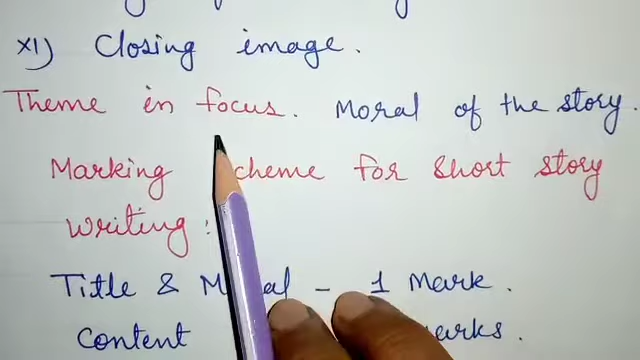 XI) Closing image.
Theme in focus. Moral of the story.
Marking scheme for short story
writing:
Title & Moral - 1 Mark.
Content